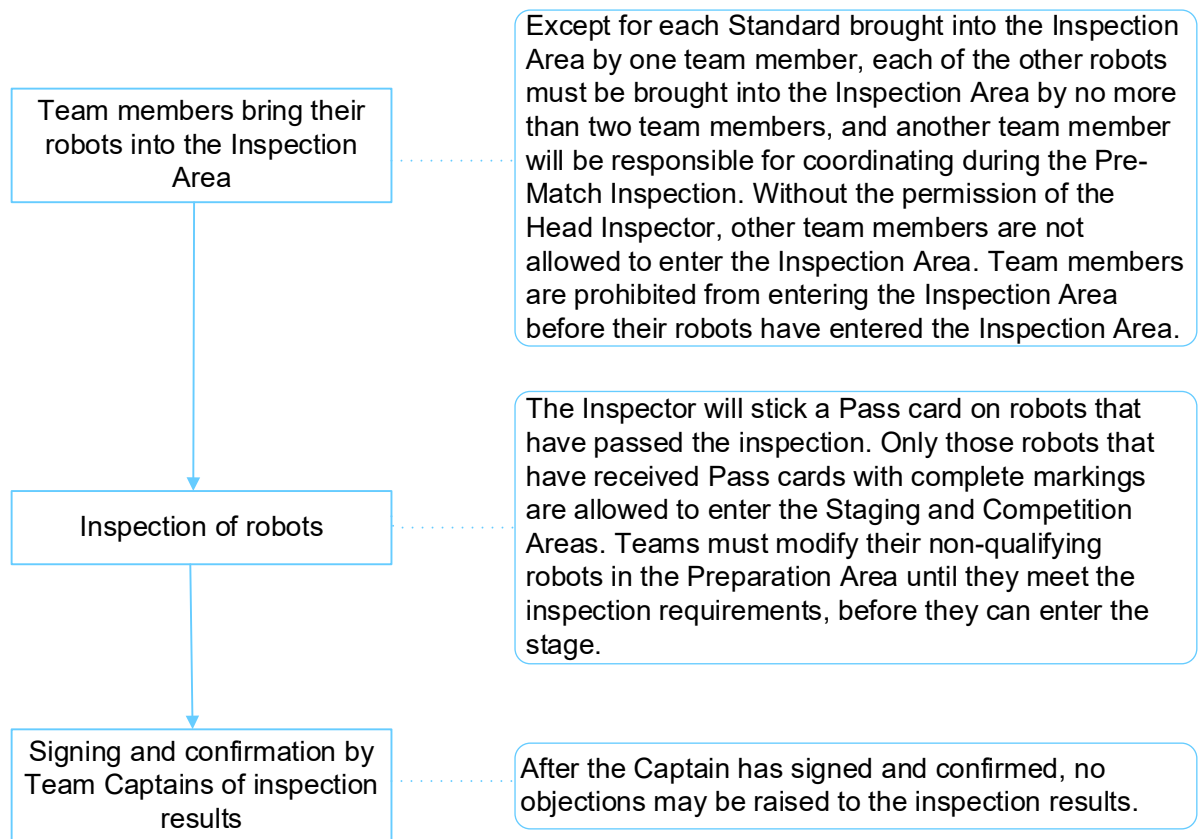 Team members bring their
robots into the Inspection
Area
Except for each Standard brought into the Inspection
Area by one team member, each of the other robots
must be brought into the Inspection Area by no more
than two team members, and another team member
will be responsible for coordinating during the Pre-
Match Inspection. Without the permission of the
Head Inspector, other team members are not
allowed to enter the Inspection Area. Team members
are prohibited from entering the Inspection Area
before their robots have entered the Inspection Area.
Inspection of robots
The Inspector will stick a Pass card on robots that
have passed the inspection. Only those robots that
have received Pass cards with complete markings
are allowed to enter the Staging and Competition
Areas. Teams must modify their non-qualifying
robots in the Preparation Area until they meet the
inspection requirements, before they can enter the
stage.
Signing and confirmation by
Team Captains of inspection
results
After the Captain has signed and confirmed, no
objections may be raised to the inspection results.